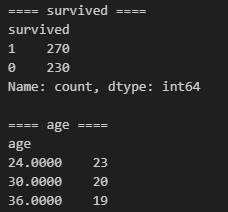 ==== survived ====
survived
1    270
0    230
Name: count, dtype: int64

==== age ====
age
24.0000    23
30.0000    20
36.0000    19